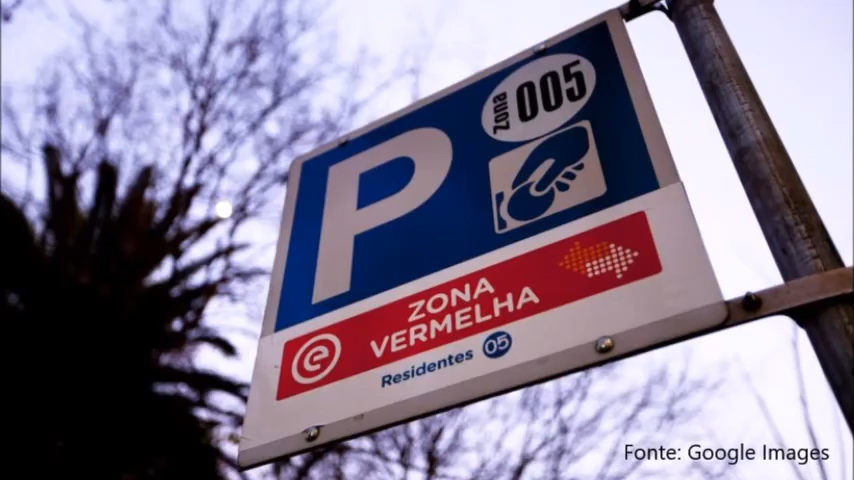 P
zona 005
ZONA
VERMELHA
e
Residentes 05
Fonte: Google Images